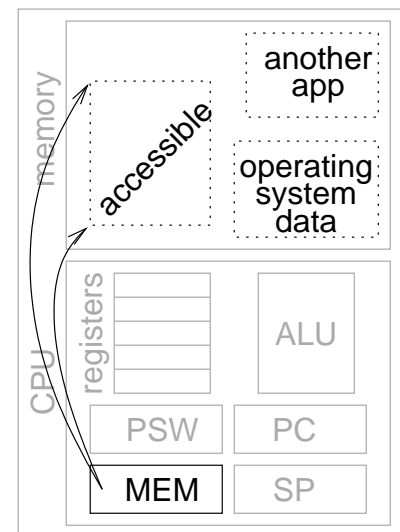 memory
accessible
another
app
operating
system
data
CPU
registers
ALU
PSW
PC
MEM
SP